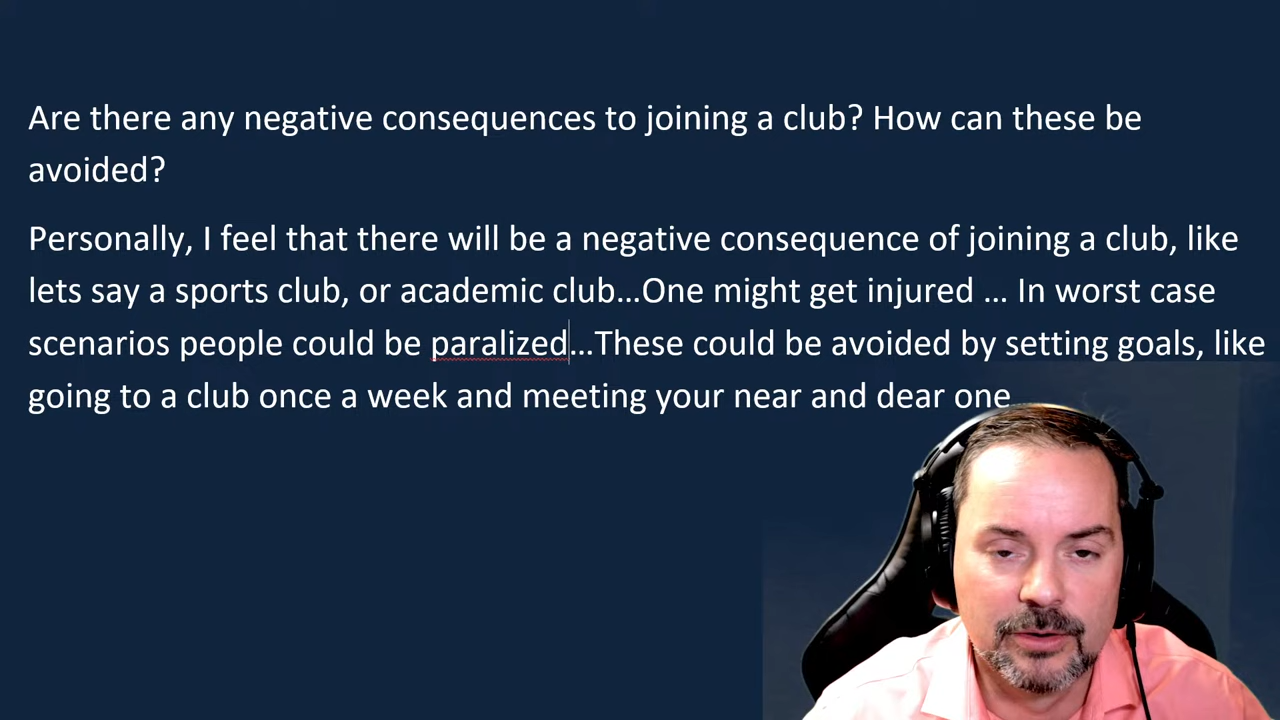 Are there any negative consequences to joining a club? How can these be
avoided?
Personally, I feel that there will be a negative consequence of joining a club, like
lets say a sports club, or academic club…One might get injured … In worst case
scenarios people could be paralized…These could be avoided by setting goals, like
going to a club once a week and meeting your near and dear one